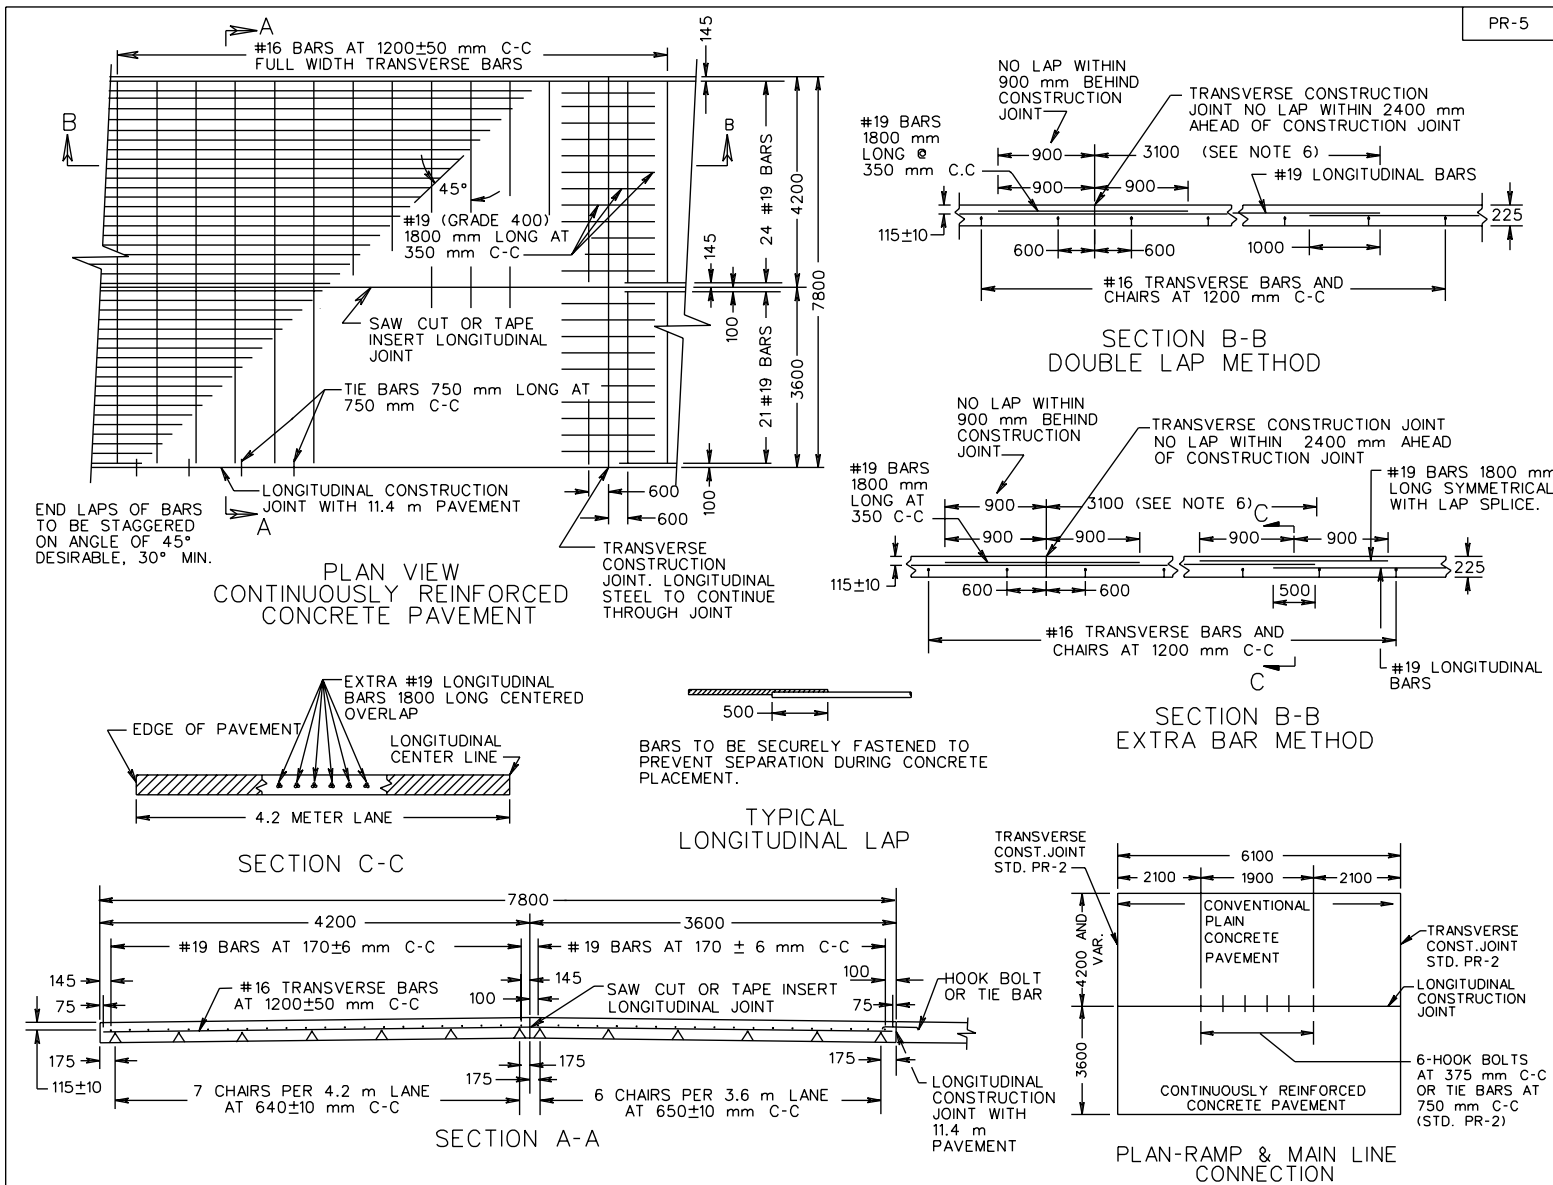 PR-5
A
#16 BARS AT 1200±50 mm C-C
FULL WIDTH TRANSVERSE BARS
145
B
B
45°
#19 (GRADE 400)
1800 mm LONG AT
350 mm C-C
24 #19 BARS
4200
145
7800
100
SAW CUT OR TAPE
INSERT LONGITUDINAL
JOINT
TIE BARS 750 mm LONG AT
750 mm C-C
21 #19 BARS
3600
LONGITUDINAL CONSTRUCTION
JOINT WITH 11.4 m PAVEMENT
A
600
600
100
END LAPS OF BARS
TO BE STAGGERED
ON ANGLE OF 45°
DESIRABLE, 30° MIN.
TRANSVERSE
CONSTRUCTION
JOINT. LONGITUDINAL
STEEL TO CONTINUE
THROUGH JOINT
PLAN VIEW
CONTINUOUSLY REINFORCED
CONCRETE PAVEMENT
NO LAP WITHIN
900 mm BEHIND
CONSTRUCTION
JOINT
TRANSVERSE CONSTRUCTION
JOINT NO LAP WITHIN 2400 mm
AHEAD OF CONSTRUCTION JOINT
#19 BARS
1800 mm
LONG @
350 mm C.C
900
3100 (SEE NOTE 6)
900
900
#19 LONGITUDINAL BARS
225
115±10
600
600
1000
#16 TRANSVERSE BARS AND
CHAIRS AT 1200 mm C-C
SECTION B-B
DOUBLE LAP METHOD
NO LAP WITHIN
900 mm BEHIND
CONSTRUCTION
JOINT
TRANSVERSE CONSTRUCTION JOINT
NO LAP WITHIN 2400 mm AHEAD
OF CONSTRUCTION JOINT
#19 BARS
1800 mm
LONG AT
350 C-C
#19 BARS 1800 mm
LONG SYMMETRICAL
WITH LAP SPLICE.
900
3100 (SEE NOTE 6)
C
900
900
900
900
225
115±10
600
600
500
#16 TRANSVERSE BARS AND
CHAIRS AT 1200 mm C-C
C
#19 LONGITUDINAL
BARS
SECTION B-B
EXTRA BAR METHOD
EXTRA #19 LONGITUDINAL
BARS 1800 LONG CENTERED
OVERLAP
EDGE OF PAVEMENT
LONGITUDINAL
CENTER LINE
4.2 METER LANE
SECTION C-C
500
BARS TO BE SECURELY FASTENED TO
PREVENT SEPARATION DURING CONCRETE
PLACEMENT.
TYPICAL
LONGITUDINAL LAP
7800
4200
3600
#19 BARS AT 170±6 mm C-C
#19 BARS AT 170 ± 6 mm C-C
145
75
#16 TRANSVERSE BARS
AT 1200±50 mm C-C
145
100
SAW CUT OR TAPE INSERT
LONGITUDINAL JOINT
100
75
HOOK BOLT
OR TIE BAR
175
115±10
175
175
175
7 CHAIRS PER 4.2 m LANE
AT 640±10 mm C-C
6 CHAIRS PER 3.6 m LANE
AT 650±10 mm C-C
LONGITUDINAL
CONSTRUCTION
JOINT WITH
11.4 m
PAVEMENT
SECTION A-A
TRANSVERSE
CONST.JOINT
STD. PR-2
6100
2100
1900
2100
4200 AND
VAR.
CONVENTIONAL
PLAIN
CONCRETE
PAVEMENT
TRANSVERSE
CONST.JOINT
STD. PR-2
LONGITUDINAL
CONSTRUCTION
JOINT
3600
6-HOOK BOLTS
AT 375 mm C-C
OR TIE BARS AT
750 mm C-C
(STD. PR-2)
CONTINUOUSLY REINFORCED
CONCRETE PAVEMENT
PLAN-RAMP & MAIN LINE
CONNECTION